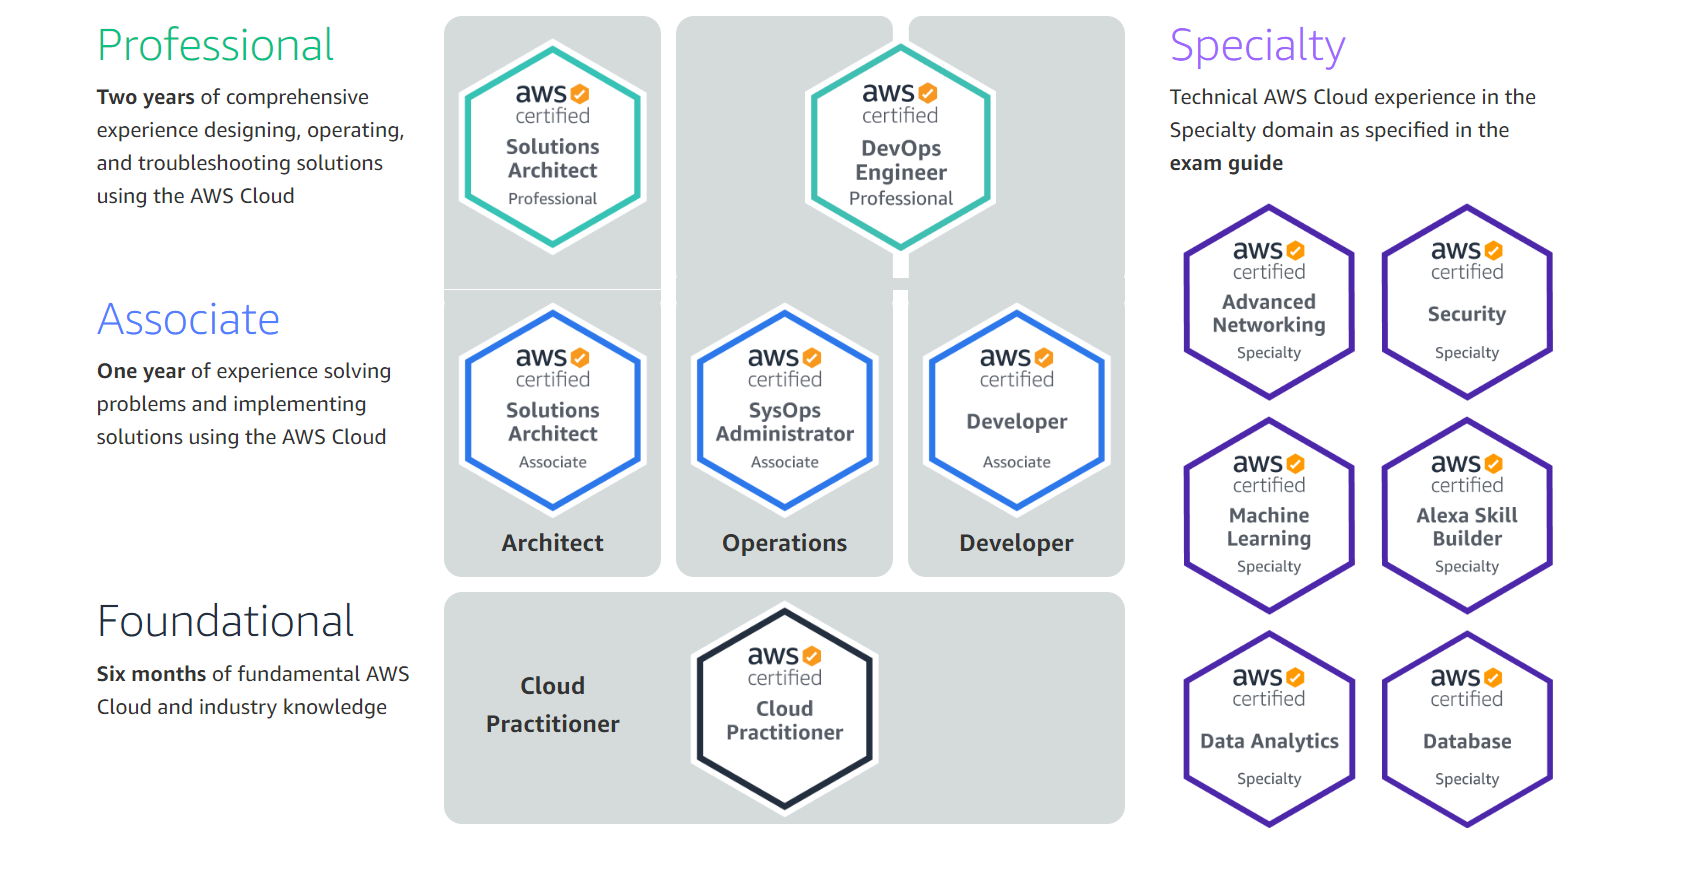 Professional
Two years of comprehensive
experience designing, operating,
and troubleshooting solutions
using the AWS Cloud
aws
certified
Solutions
Architect
Professional
aws
certified
DevOps
Engineer
Professional
Associate
One year of experience solving
problems and implementing
solutions using the AWS Cloud
aws
certified
Solutions
Architect
Associate
Architect
aws
certified
SysOps
Administrator
Associate
Operations
aws
certified
Developer
Associate
Developer
Foundational
Six months of fundamental AWS
Cloud and industry knowledge
Cloud
Practitioner
aws
certified
Cloud
Practitioner
Specialty
Technical AWS Cloud experience in the
Specialty domain as specified in the
exam guide
aws
certified
Advanced
Networking
Specialty
aws
certified
Security
Specialty
aws
certified
Machine
Learning
Specialty
aws
certified
Alexa Skill
Builder
Specialty
aws
certified
Data Analytics
Specialty
aws
certified
Database
Specialty